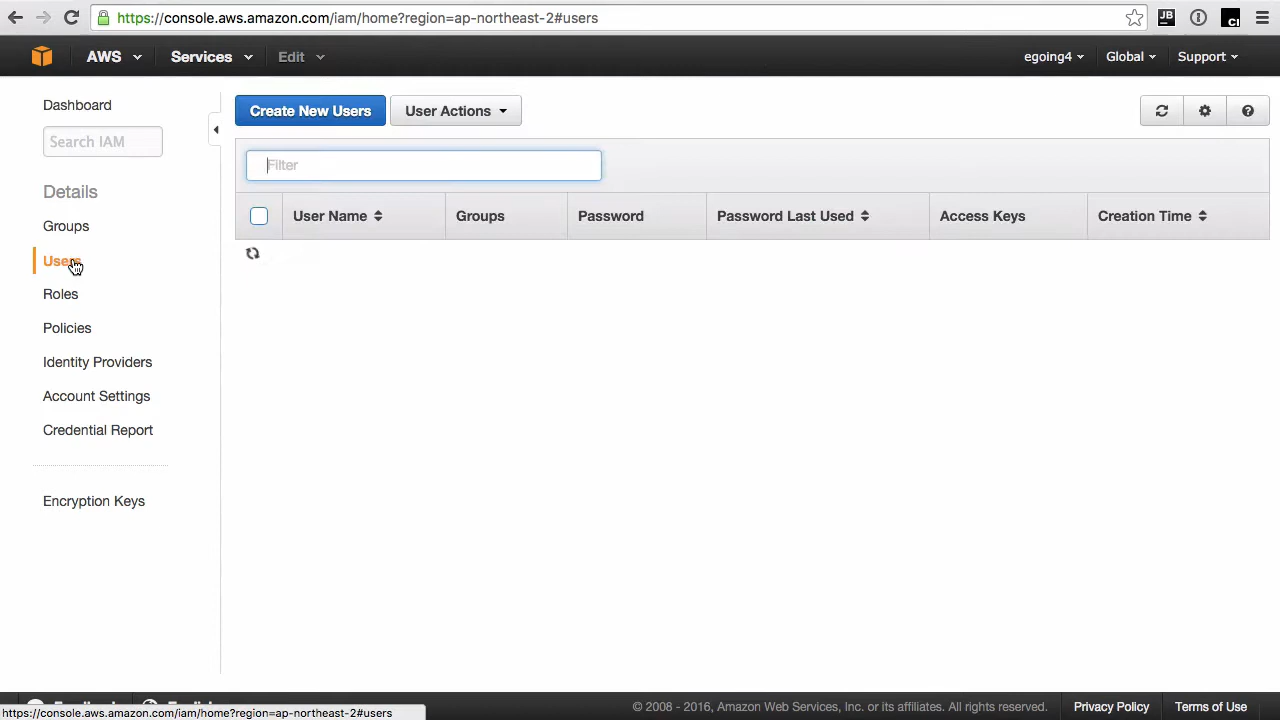 https://console.aws.amazon.com/iam/home?region=ap-northeast-2#users
JB
CI
AWS Services Edit egoing4 Global Support
Dashboard
Search IAM
Details
Groups
Users
Roles
Policies
Identity Providers
Account Settings
Credential Report
Encryption Keys
Create New Users User Actions
Filter
User Name Groups Password Password Last Used Access Keys Creation Time
© 2008 - 2016, Amazon Web Services, Inc. or its affiliates. All rights reserved. Privacy Policy Terms of Use
https://console.aws.amazon.com/iam/home?region=ap-northeast-2#users